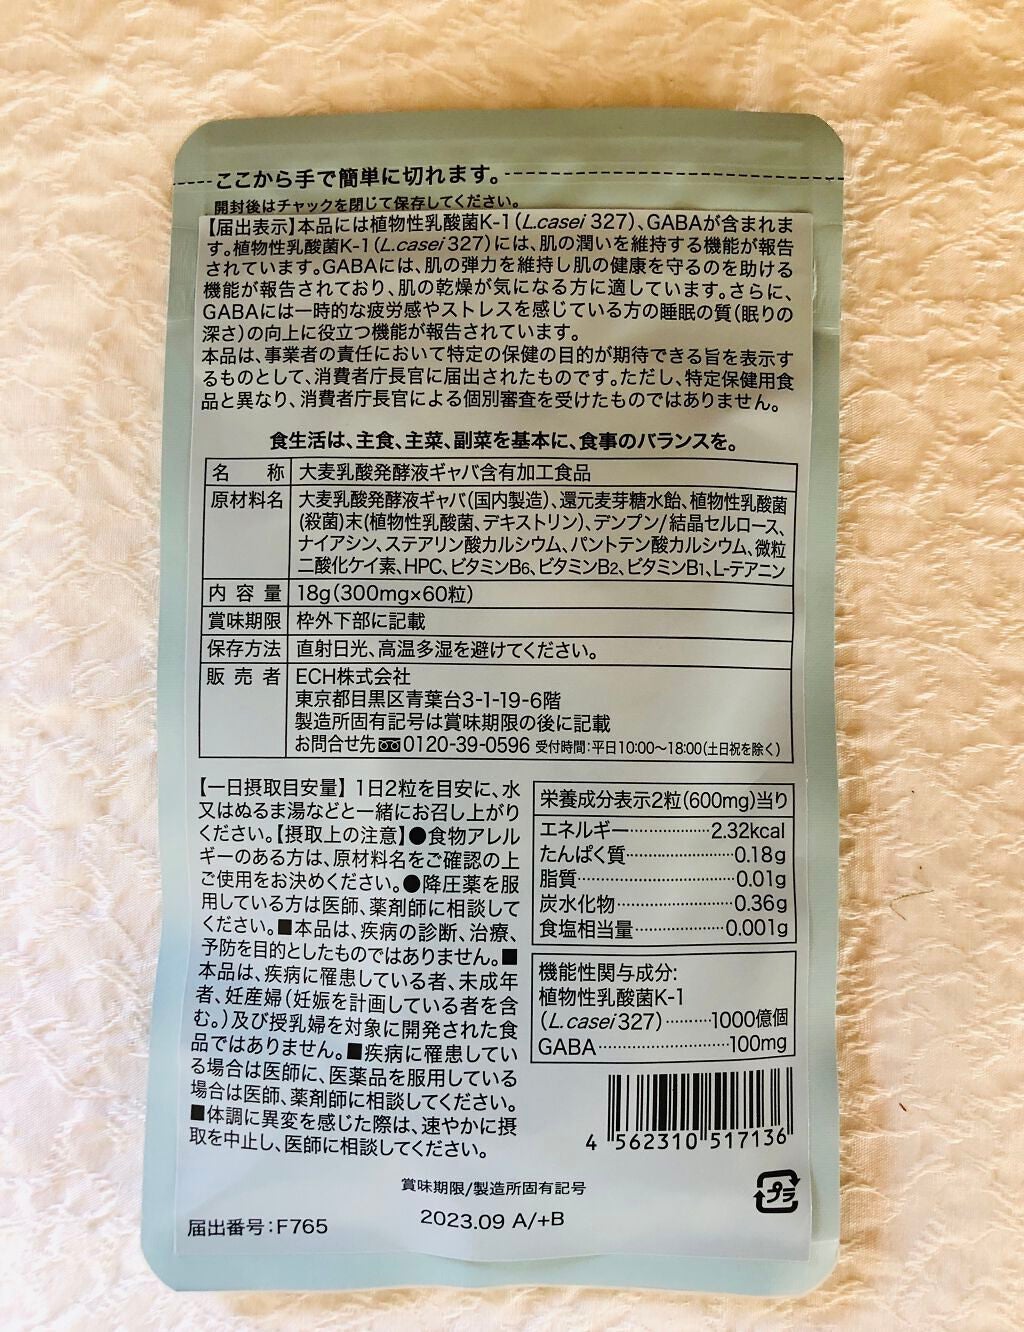 ここから手で簡単に切れます。
開封後はチャックを閉じて保存してください。
【届出表示】本品には植物性乳酸菌K-1(L.casei 327)、GABAが含まれま
す。植物性乳酸菌K-1(L.casei 327)には、肌の潤いを維持する機能が報告
されています。GABAには、肌の弾力を維持し肌の健康を守るのを助ける
機能が報告されており、肌の乾燥が気になる方に適しています。さらに、
GABAには一時的な疲労感やストレスを感じている方の睡眠の質(眠りの
深さ)の向上に役立つ機能が報告されています。
本品は、事業者の責任において特定の保健の目的が期待できる旨を表示す
るものとして、消費者庁長官に届出されたものです。ただし、特定保健用食
品と異なり、消費者庁長官による個別審査を受けたものではありません。
食生活は、主食、主菜、副菜を基本に、食事のバランスを。
名 称 大麦乳酸発酵液ギャバ含有加工食品
原材料名 大麦乳酸発酵液ギャバ(国内製造)、還元麦芽糖水飴、植物性乳酸菌
(殺菌)末(植物性乳酸菌、デキストリン)、デンプン/結晶セルロース、
ナイアシン、ステアリン酸カルシウム、パントテン酸カルシウム、微粒
二酸化ケイ素、HPC、ビタミンB6、ビタミンB2、ビタミンB1、L-テアニン
内 容 量 18g(300mg×60粒)
賞味期限 枠外下部に記載
保存方法 直射日光、高温多湿を避けてください。
販 売 者 ECH株式会社
東京都目黒区青葉台3-1-19-6階
製造所固有記号は賞味期限の後に記載
お問合せ先 0120-39-0596 受付時間:平日10:00〜18:00(土日祝を除く)
【一日摂取目安量】 1日2粒を目安に、水
又はぬるま湯などと一緒にお召し上がり
ください。【摂取上の注意】●食物アレル
ギーのある方は、原材料名をご確認の上
ご使用をお決めください。●降圧薬を服
用している方は医師、薬剤師に相談して
ください。■本品は、疾病の診断、治療、
予防を目的としたものではありません。■
本品は、疾病に罹患している者、未成年
者、妊産婦(妊娠を計画している者を含
む。)及び授乳婦を対象に開発された食
品ではありません。■疾病に罹患してい
る場合は医師に、医薬品を服用している
場合は医師、薬剤師に相談してください。
■体調に異変を感じた際は、速やかに摂
取を中止し、医師に相談してください。
栄養成分表示2粒(600mg)当り
エネルギー………………2.32kcal
たんぱく質………………0.18g
脂質………………0.01g
炭水化物………………0.36g
食塩相当量………………0.001g
機能性関与成分:
植物性乳酸菌K-1
(L.casei 327)………1000億個
GABA………………100mg
4 562310 517136
賞味期限/製造所固有記号
2023.09 A/+B
プラ
届出番号:F765